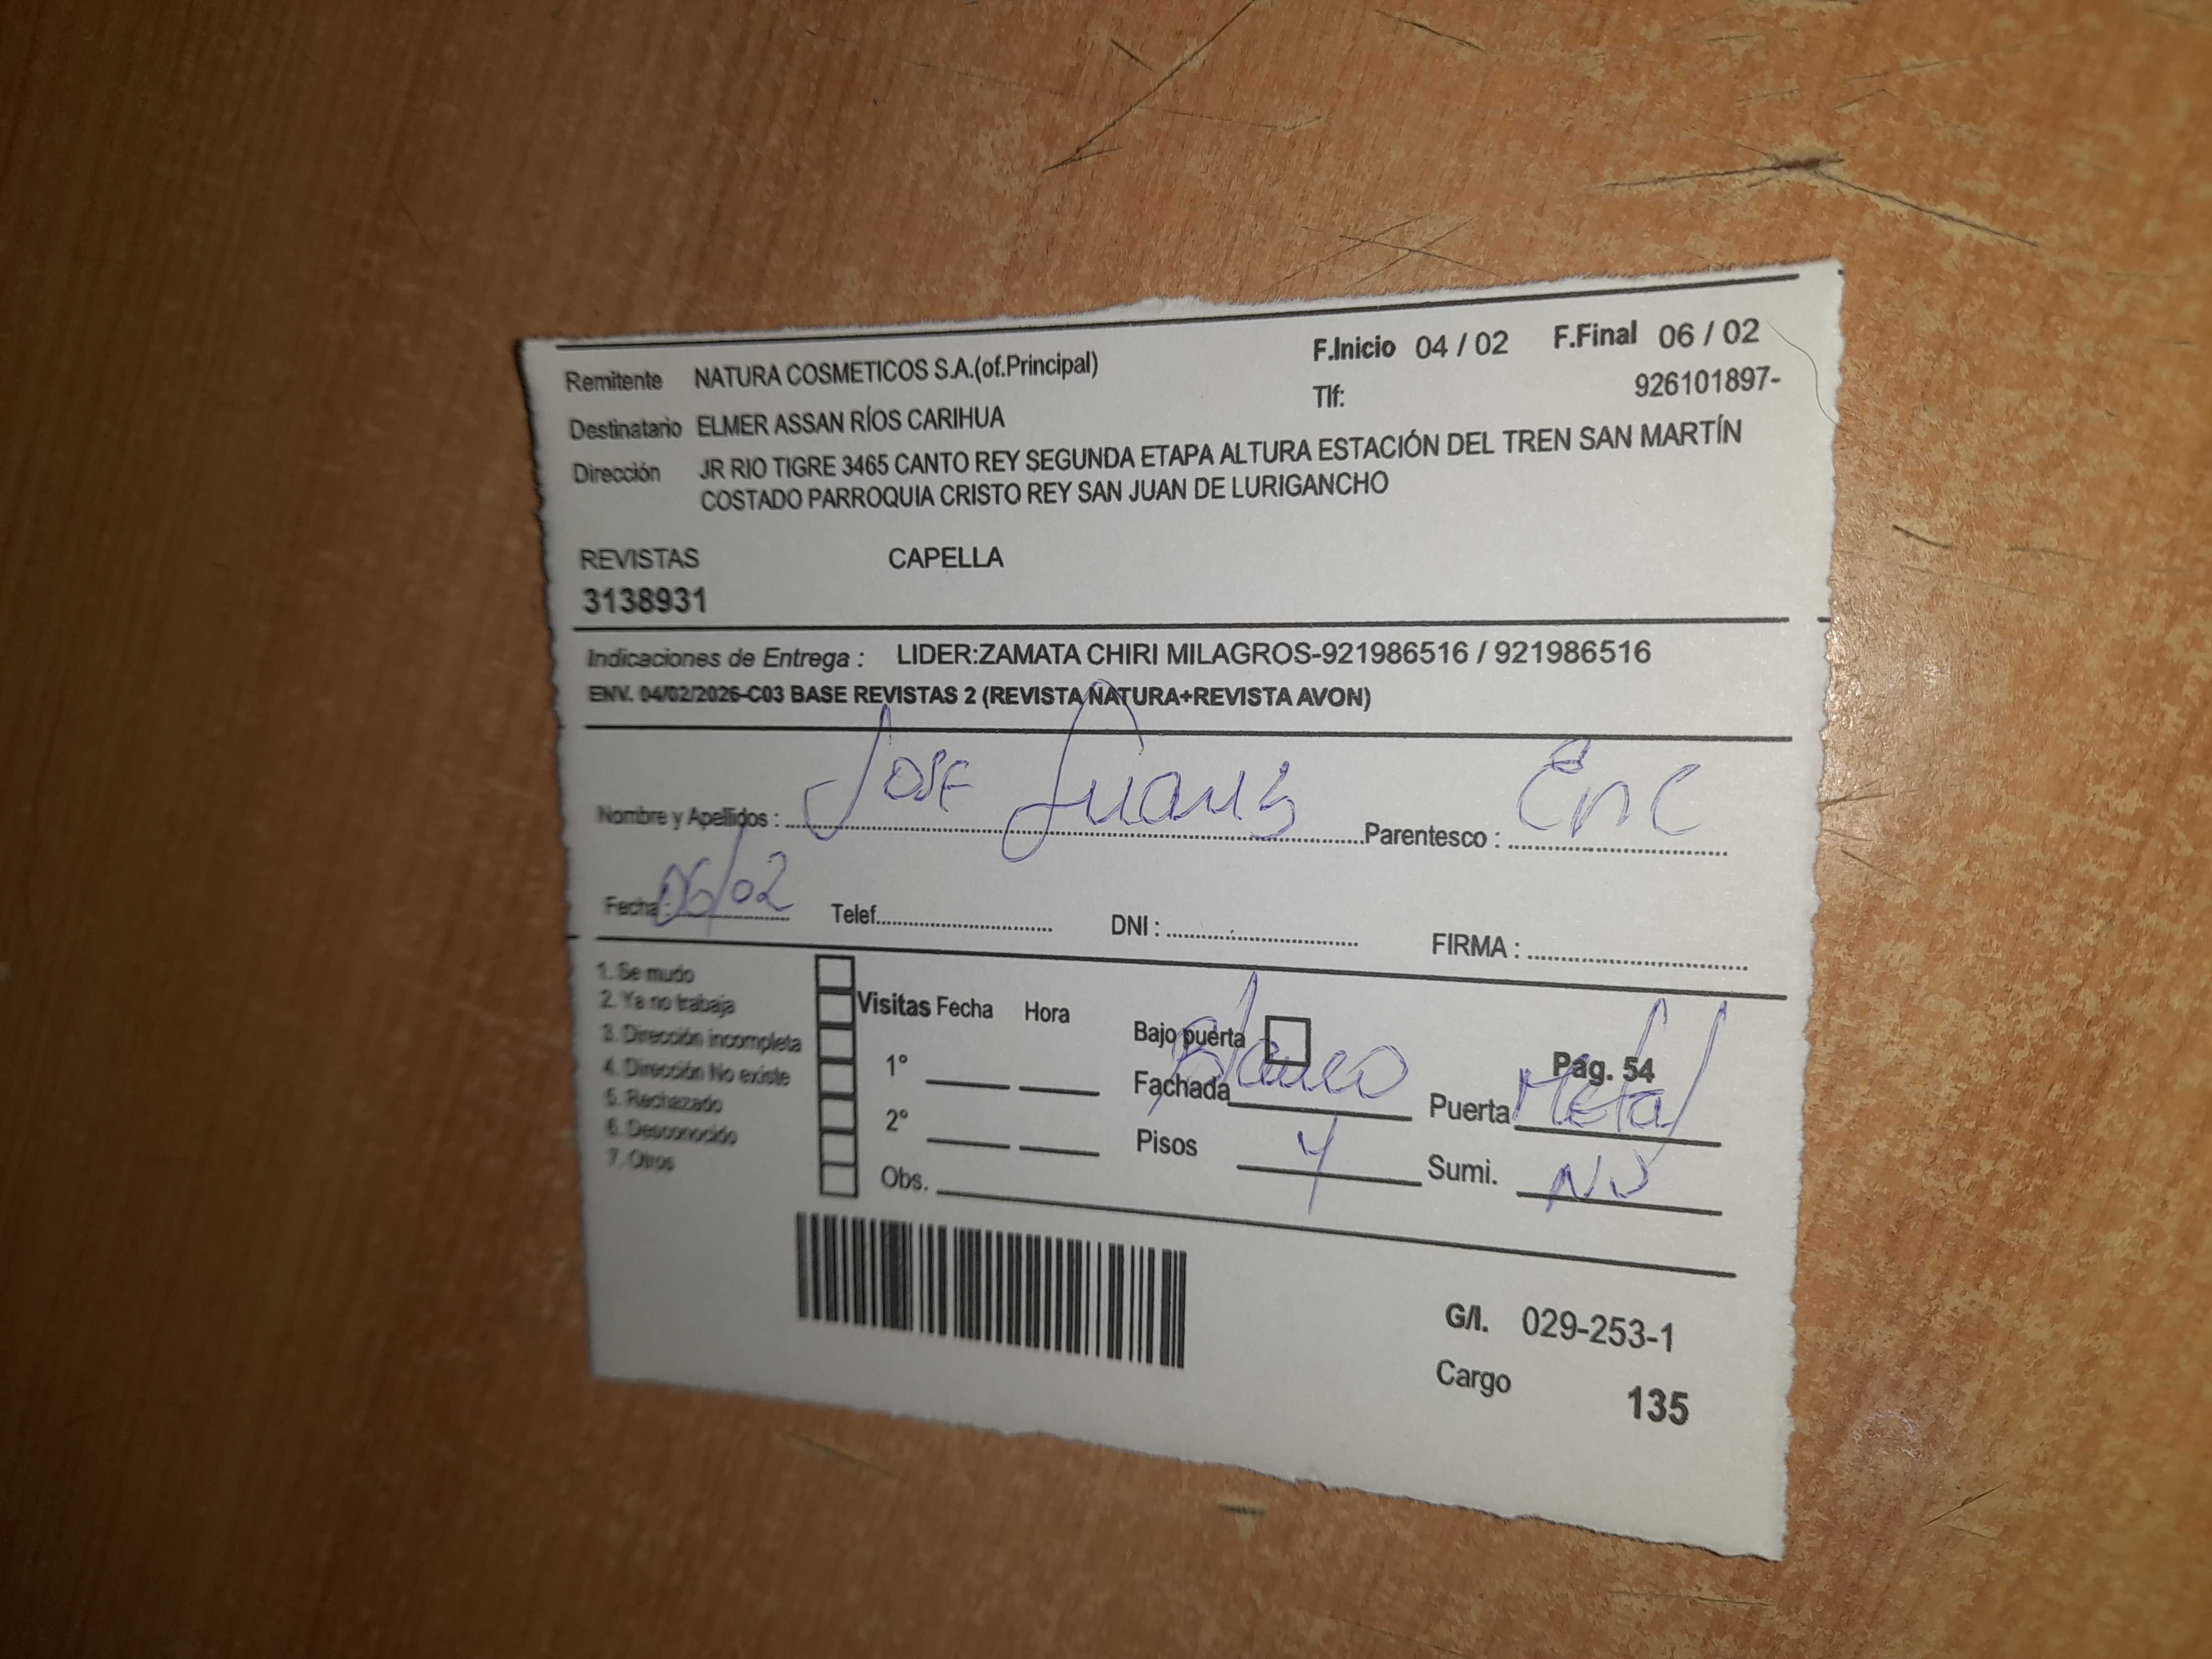 Remitente NATURA COSMETICOS S.A.(of.Principal) F.Inicio 04 / 02 F.Final 06 / 02
Tlf: 926101897-
Destinatario ELMER ASSAN RÍOS CARIHUA
Dirección JR RIO TIGRE 3465 CANTO REY SEGUNDA ETAPA ALTURA ESTACIÓN DEL TREN SAN MARTÍN
COSTADO PARROQUIA CRISTO REY SAN JUAN DE LURIGANCHO
REVISTAS CAPELLA
3138931
Indicaciones de Entrega : LIDER:ZAMATA CHIRI MILAGROS-921986516 / 921986516
ENV. 04/02/2026-C03 BASE REVISTAS 2 (REVISTA NATURA+REVISTA AVON)
Nombre y Apellidos : JOSE Parentesco : Enc
Fecha : 06/02 Telef. DNI : FIRMA :
1. Se mudo
2. Ya no trabaja
3. Dirección incompleta
4. Dirección No existe
5. Rechazado
6. Desconocido
7. Otros
Visitas Fecha Hora
1°
2°
Obs.
Bajo puerta Pág. 54
Fachada blanco Puerta Metal
Pisos 4 Sumi. NO
G/I. 029-253-1
Cargo 135